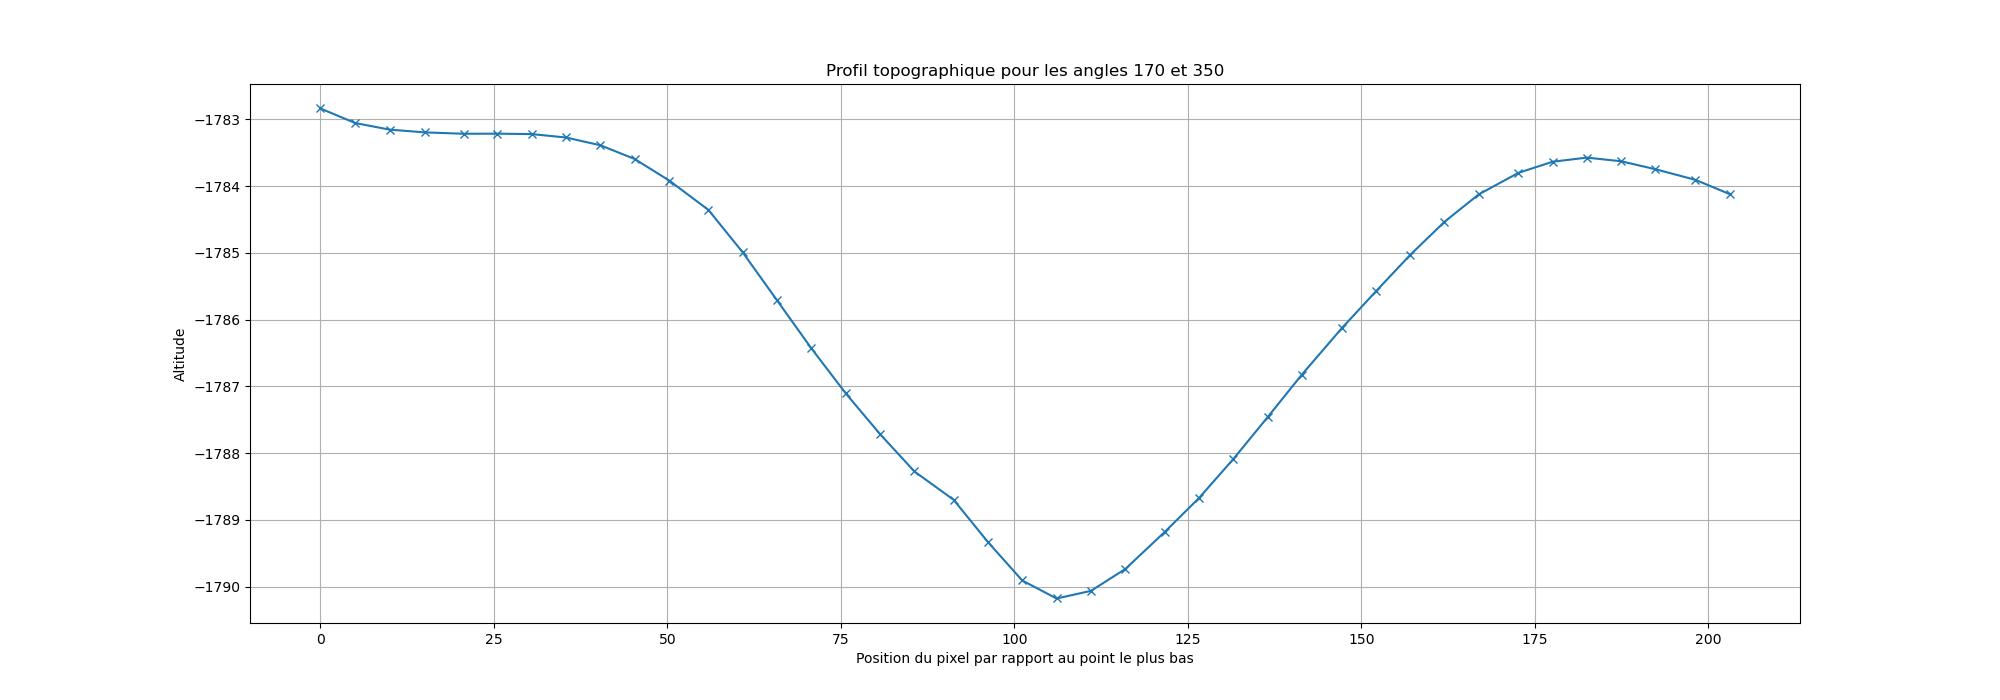 Profil topographique pour les angles 170 et 350
−1783
−1784
−1785
−1786
−1787
−1788
−1789
−1790
Altitude
0 25 50 75 100 125 150 175 200
Position du pixel par rapport au point le plus bas